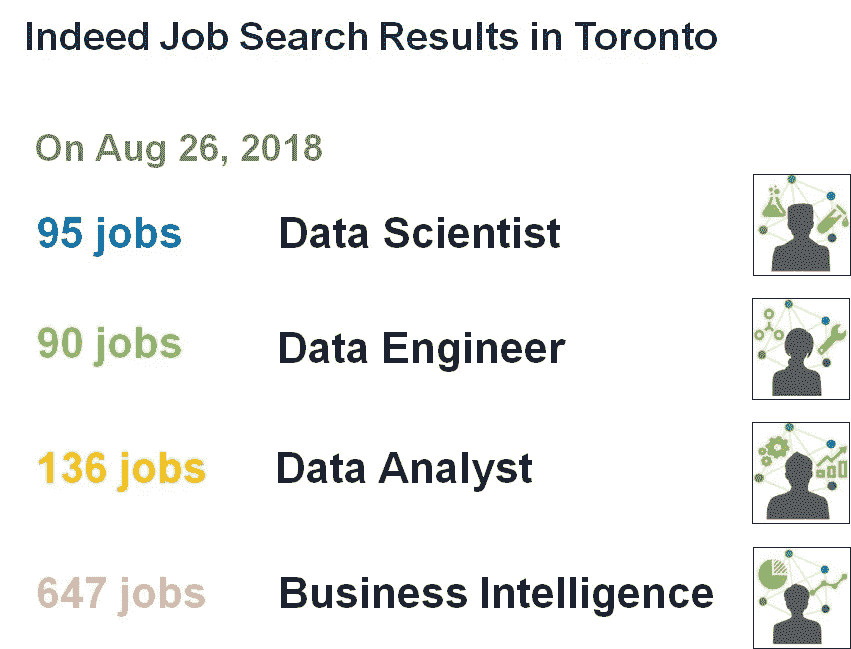 Indeed Job Search Results in Toronto
On Aug 26, 2018
95 jobs Data Scientist
90 jobs Data Engineer
136 jobs Data Analyst
647 jobs Business Intelligence